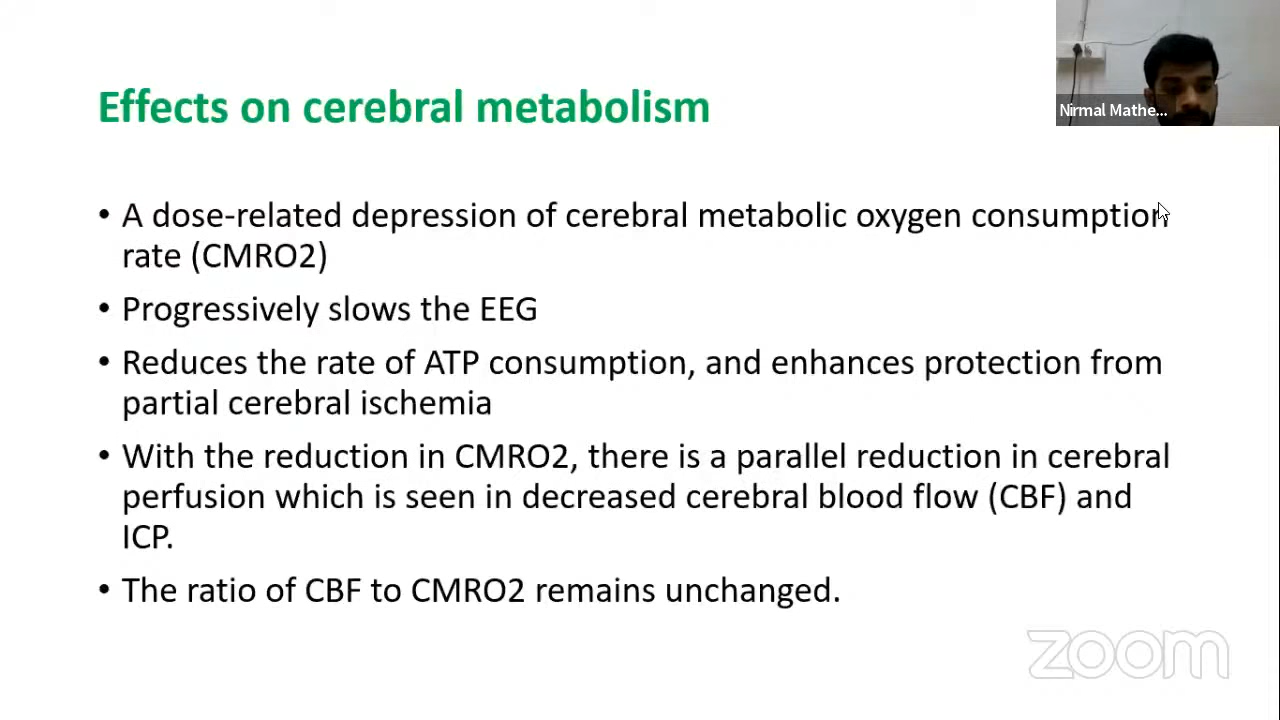 Effects on cerebral metabolism
Nirmal Mathe...
• A dose-related depression of cerebral metabolic oxygen consumption
rate (CMRO2)
• Progressively slows the EEG
• Reduces the rate of ATP consumption, and enhances protection from
partial cerebral ischemia
• With the reduction in CMRO2, there is a parallel reduction in cerebral
perfusion which is seen in decreased cerebral blood flow (CBF) and
ICP.
• The ratio of CBF to CMRO2 remains unchanged.
zoom